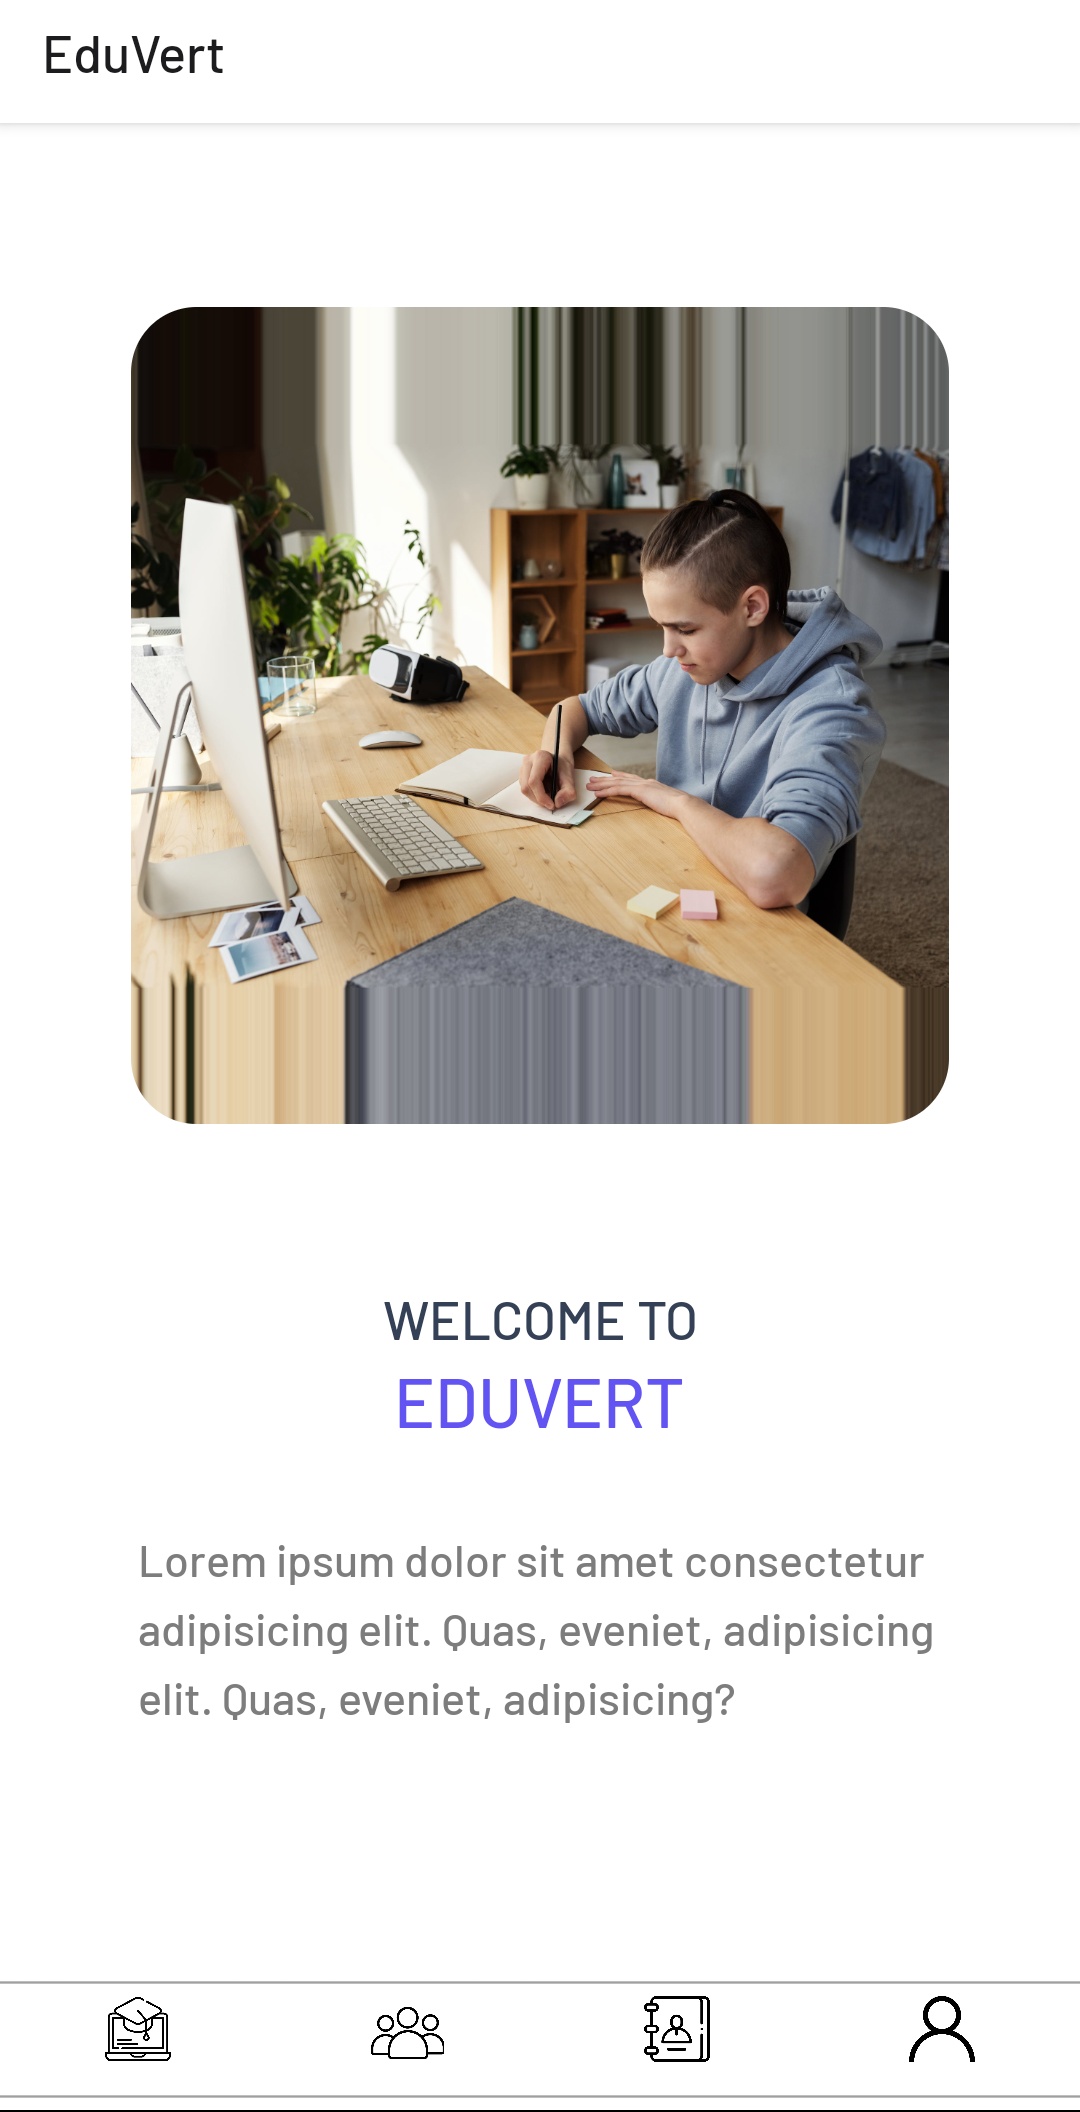 EduVert
WELCOME TO
EDUVERT
Lorem ipsum dolor sit amet consectetur
adipisicing elit. Quas, eveniet, adipisicing
elit. Quas, eveniet, adipisicing?